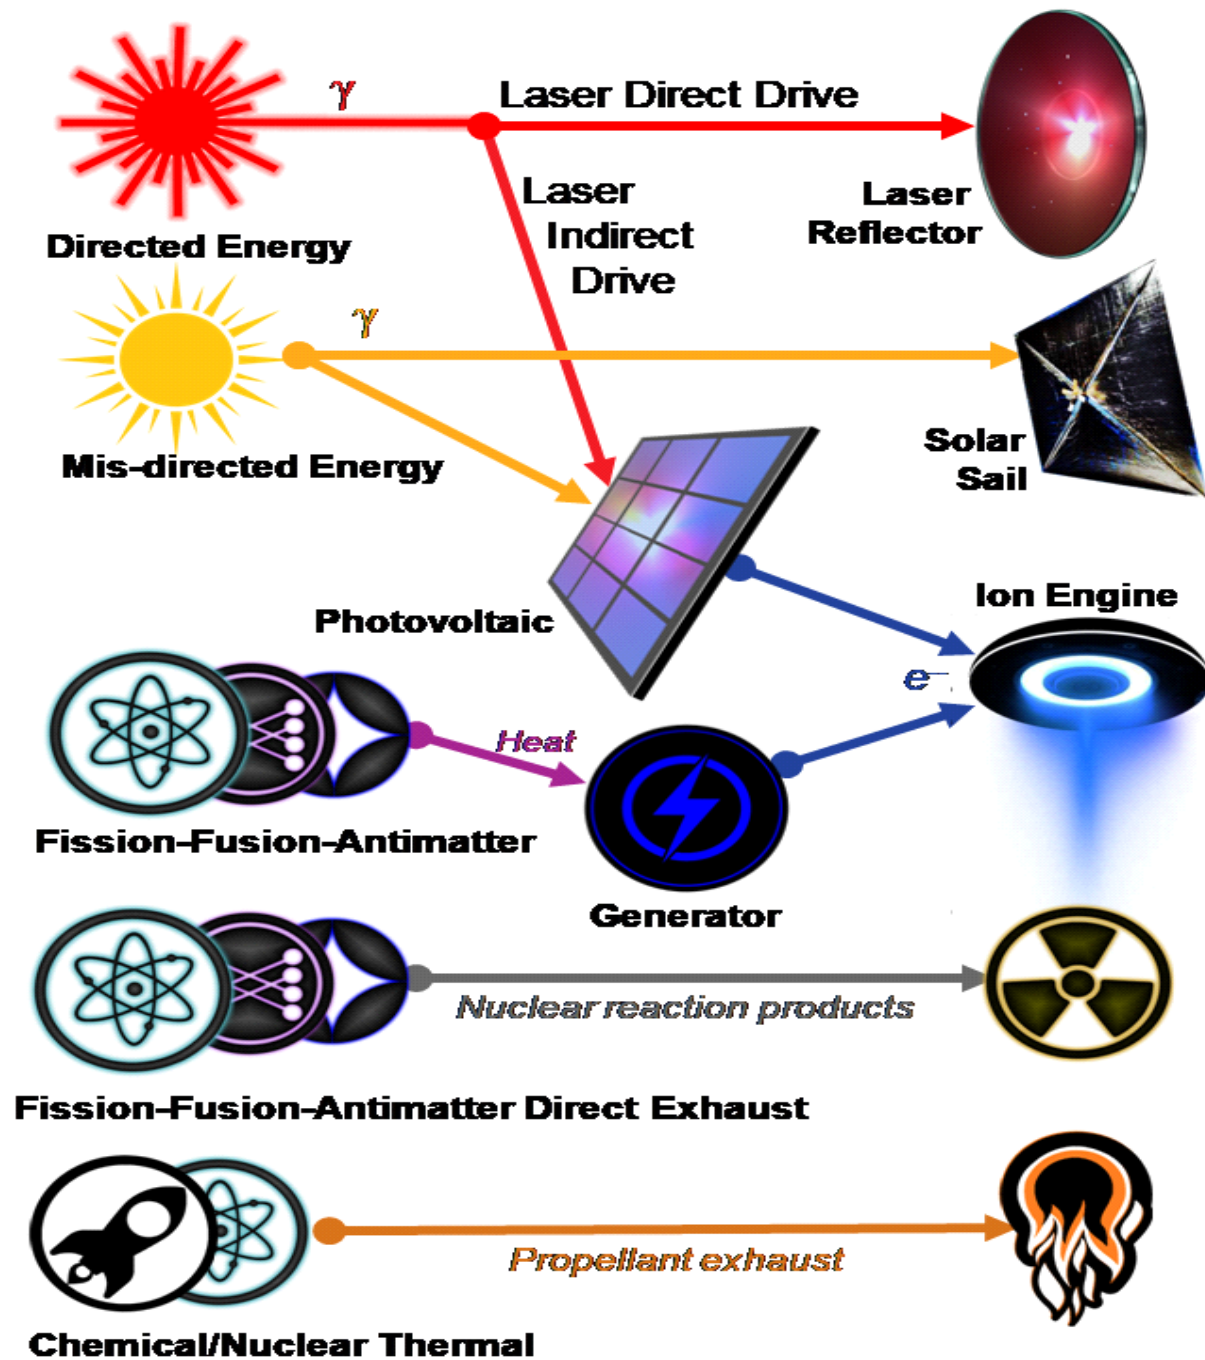 γ
Laser Direct Drive
Laser
Indirect
Drive
Laser
Reflector
Directed Energy
γ
Mis-directed Energy
Solar
Sail
Photovoltaic
Ion Engine
e⁻
Heat
Fission-Fusion-Antimatter
Generator
Nuclear reaction products
Fission-Fusion-Antimatter Direct Exhaust
Propellant exhaust
Chemical/Nuclear Thermal